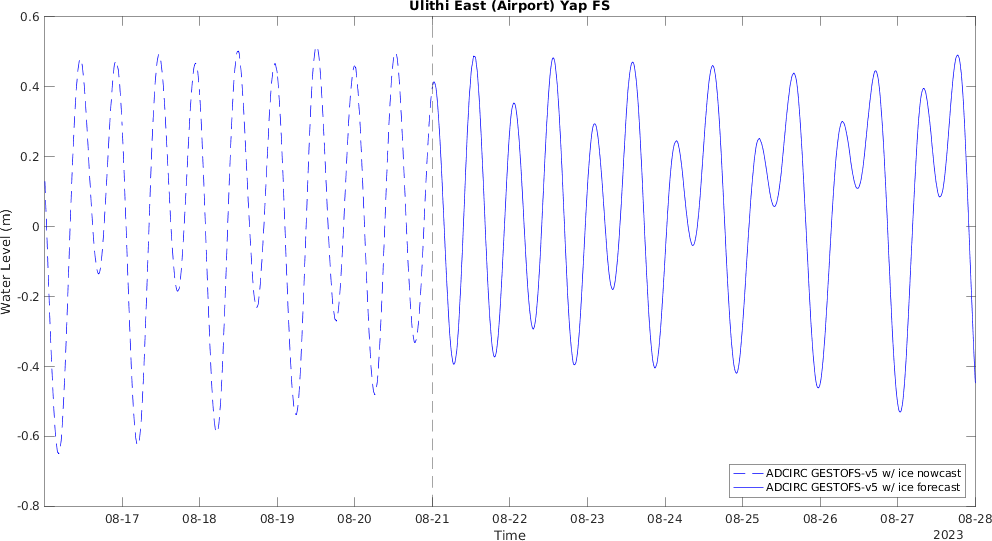 Ulithi East (Airport) Yap FS
Water Level (m)
0.6
0.4
0.2
0
-0.2
-0.4
-0.6
-0.8
ADCIRC GESTOFS-v5 w/ ice nowcast
ADCIRC GESTOFS-v5 w/ ice forecast
08-17 08-18 08-19 08-20 08-21 08-22 08-23 08-24 08-25 08-26 08-27 08-28
Time
2023